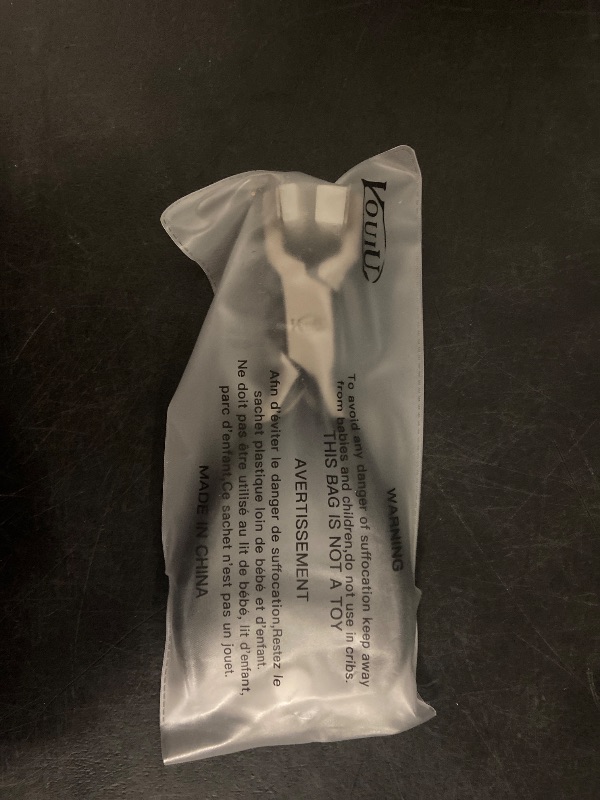 YOUIU
WARNING
To avoid any danger of suffocation keep away
from babies and children,do not use in cribs.
THIS BAG IS NOT A TOY
AVERTISSEMENT
Afin d'éviter le danger de suffocation,Restez le
sachet plastique loin de bébé et d'enfant.
Ne doit pas être utilisé au lit de bébé, lit d'enfant,
parc d'enfant,Ce sachet n'est pas un jouet.
MADE IN CHINA